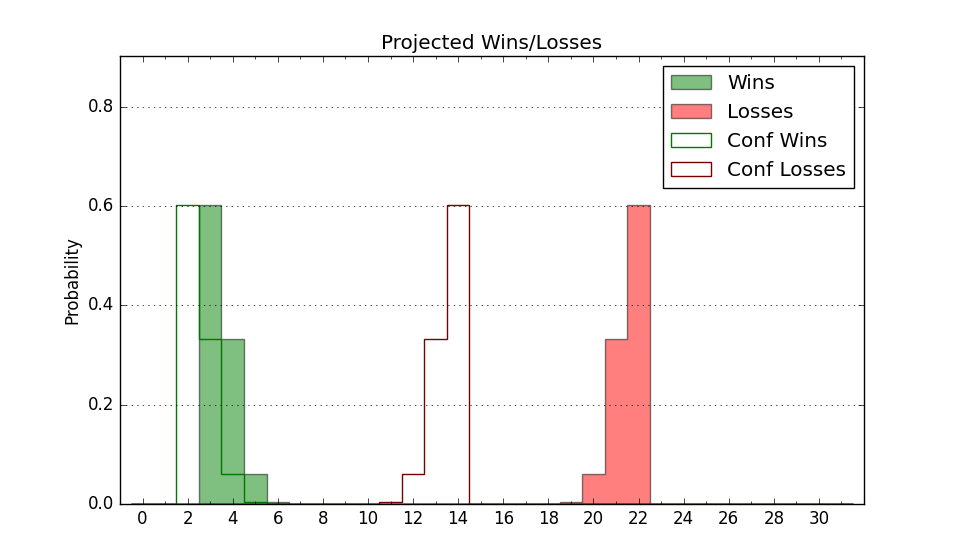 Projected Wins/Losses
Wins
Losses
Conf Wins
Conf Losses
Probability
0.8
0.6
0.4
0.2
0.0
0 2 4 6 8 10 12 14 16 18 20 22 24 26 28 30